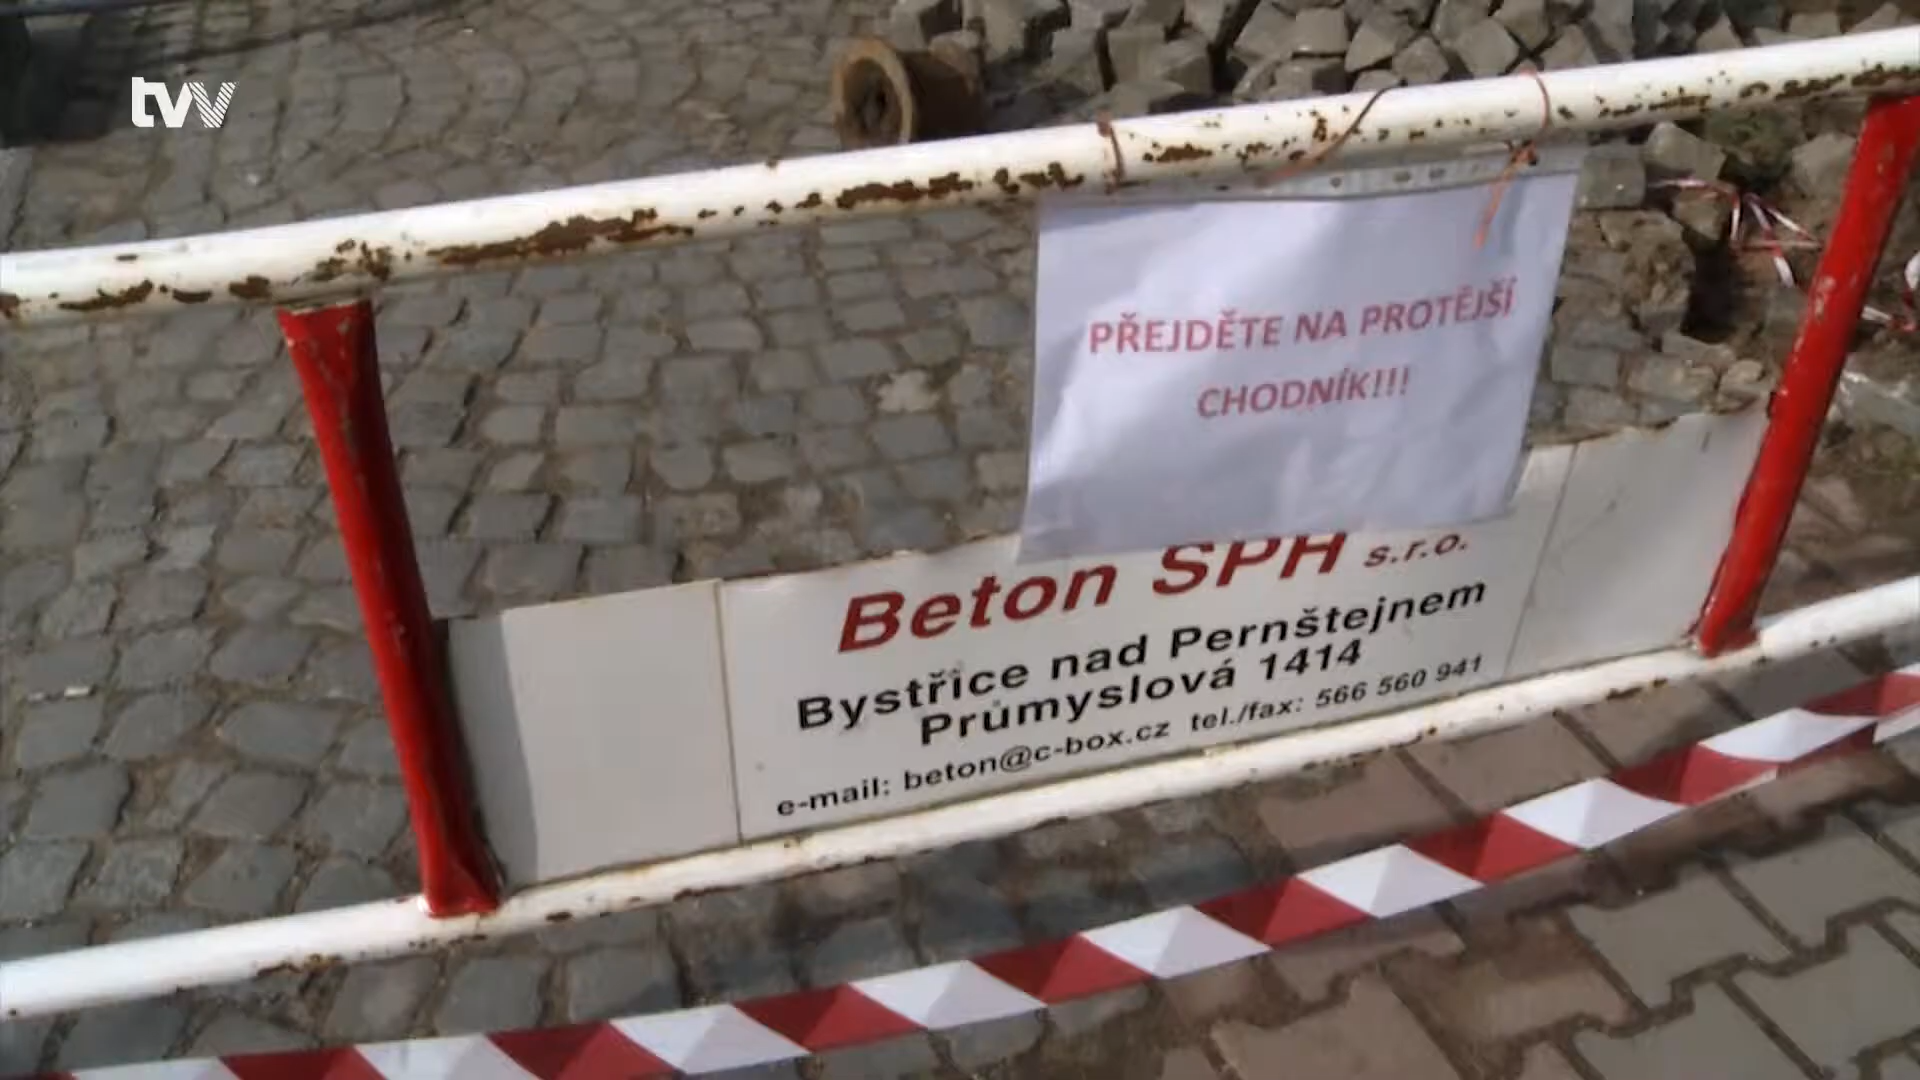 tvv
PŘEJDĚTE NA PROTĚJŠÍ
CHODNÍK!!!
Beton SPH s.r.o.
Bystřice nad Pernštejnem
Průmyslová 1414
e-mail: beton@c-box.cz tel./fax: 566 560 941